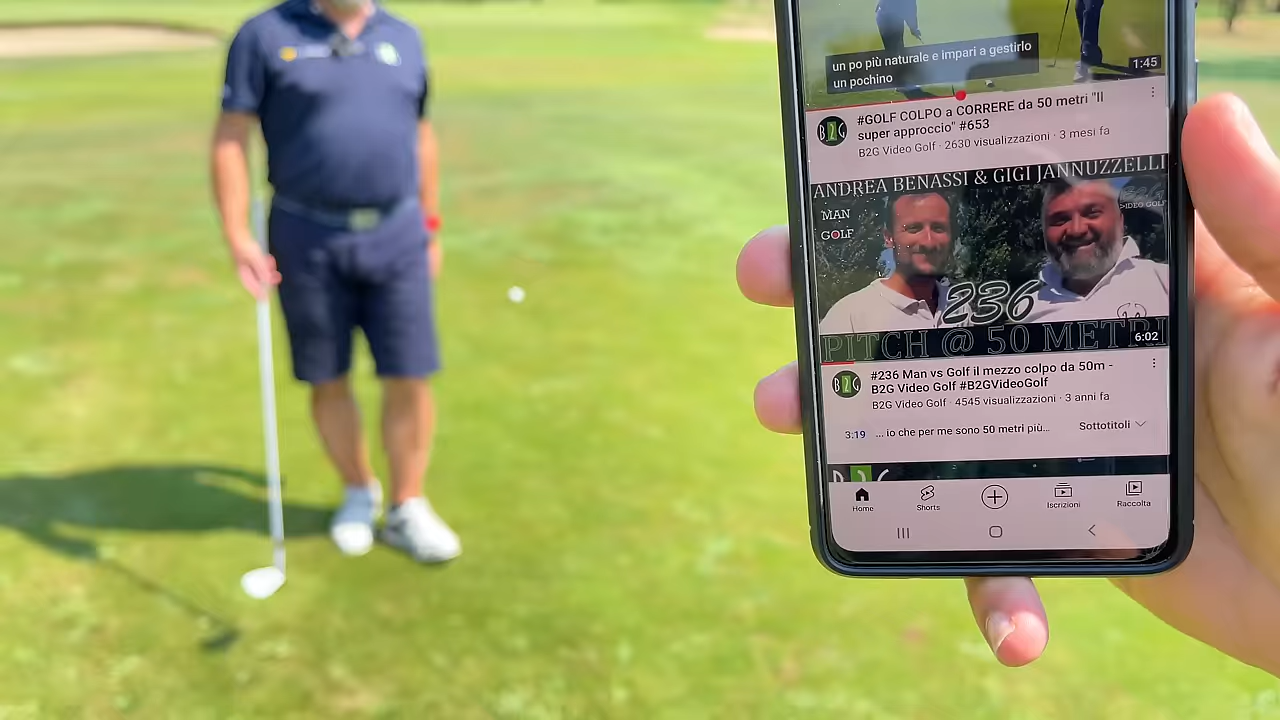 un po più naturale e impari a gestirlo
un pochino
1:45
B2G
#GOLF COLPO a CORRERE da 50 metri "Il
super approccio" #653
B2G Video Golf · 2630 visualizzazioni · 3 mesi fa
ANDREA BENASSI & GIGI JANNUZZELLI
MAN
GOLF
VIDEO GOLF
236
PITCH @ 50 METRI
6:02
B2G
#236 Man vs Golf il mezzo colpo da 50m -
B2G Video Golf #B2GVideoGolf
B2G Video Golf · 4545 visualizzazioni · 3 anni fa
3:19 ... io che per me sono 50 metri più... Sottotitoli
Home
Shorts
Iscrizioni
Raccolta